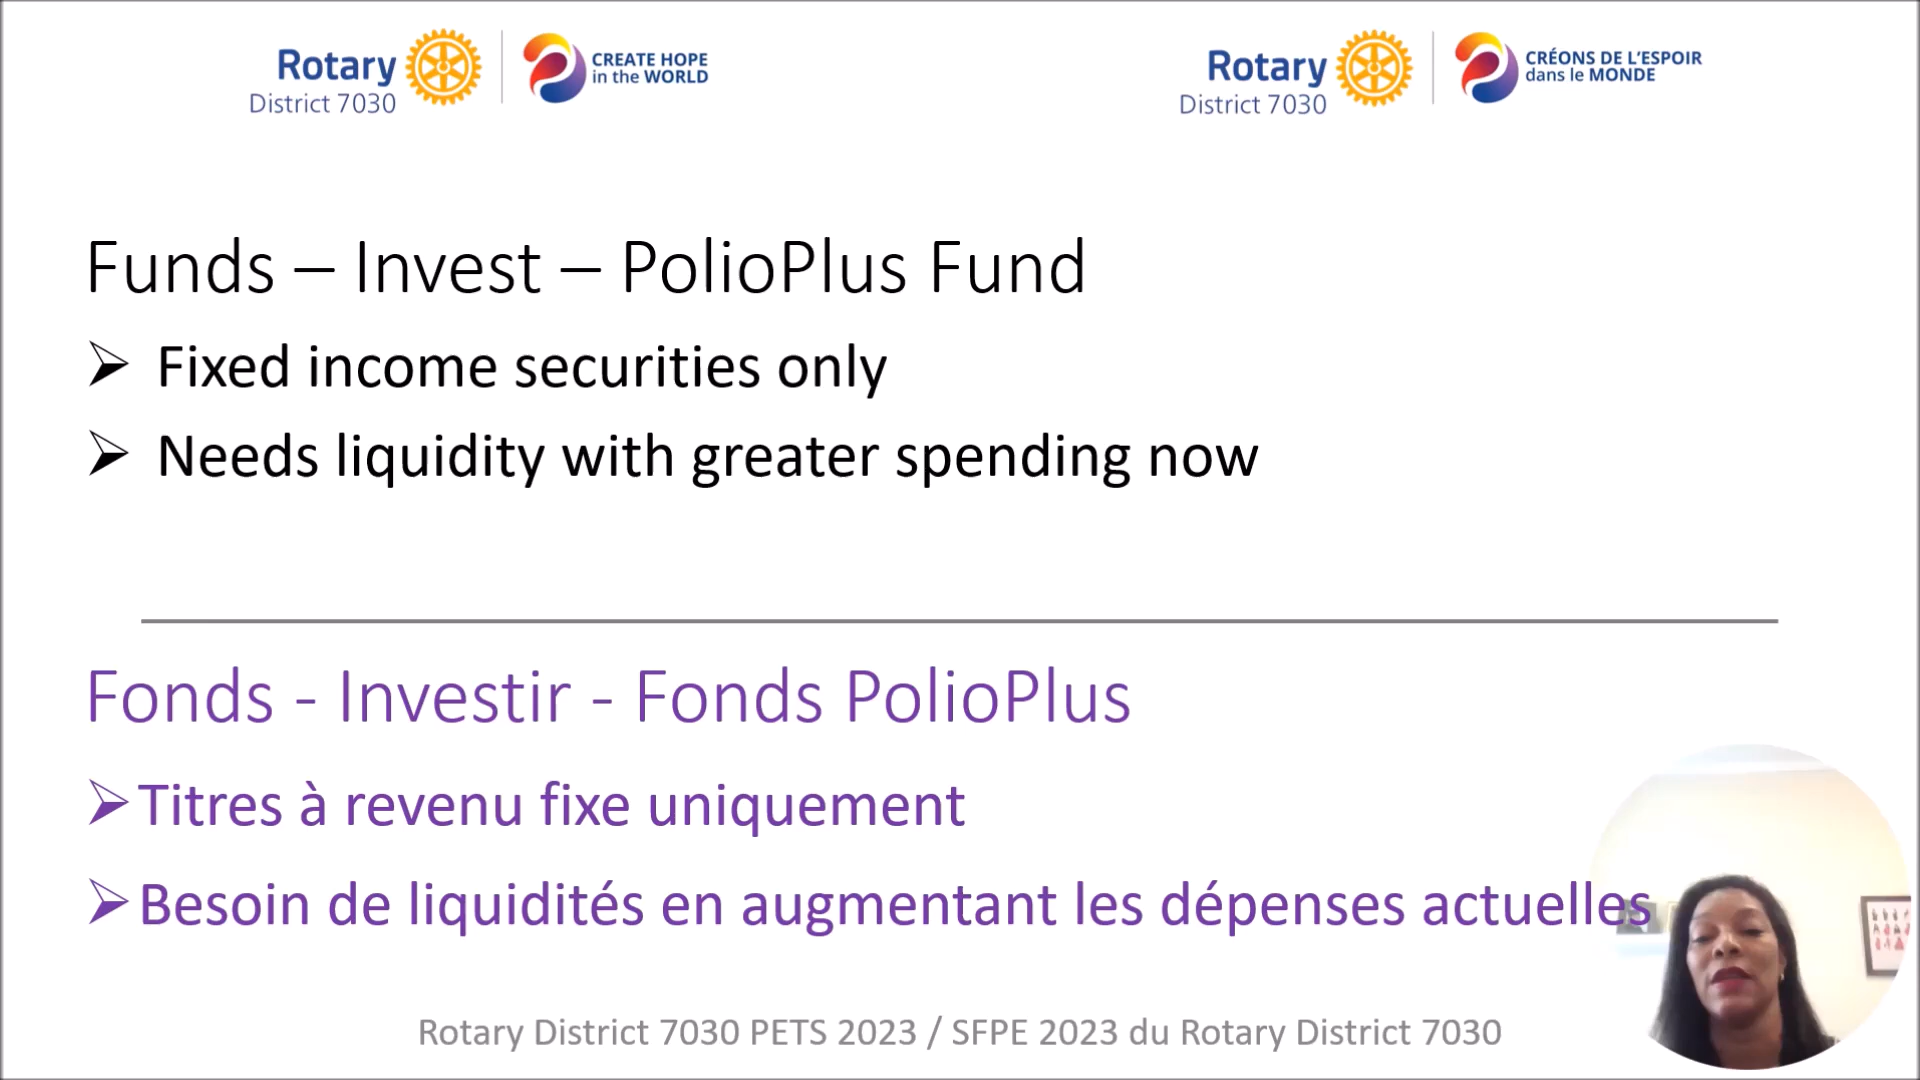 Rotary
District 7030
CREATE HOPE
in the WORLD
Rotary
District 7030
CRÉONS DE L'ESPOIR
dans le MONDE
Funds – Invest – PolioPlus Fund
➢ Fixed income securities only
➢ Needs liquidity with greater spending now
Fonds - Investir - Fonds PolioPlus
➢ Titres à revenu fixe uniquement
➢ Besoin de liquidités en augmentant les dépenses actuelles
Rotary District 7030 PETS 2023 / SFPE 2023 du Rotary District 7030